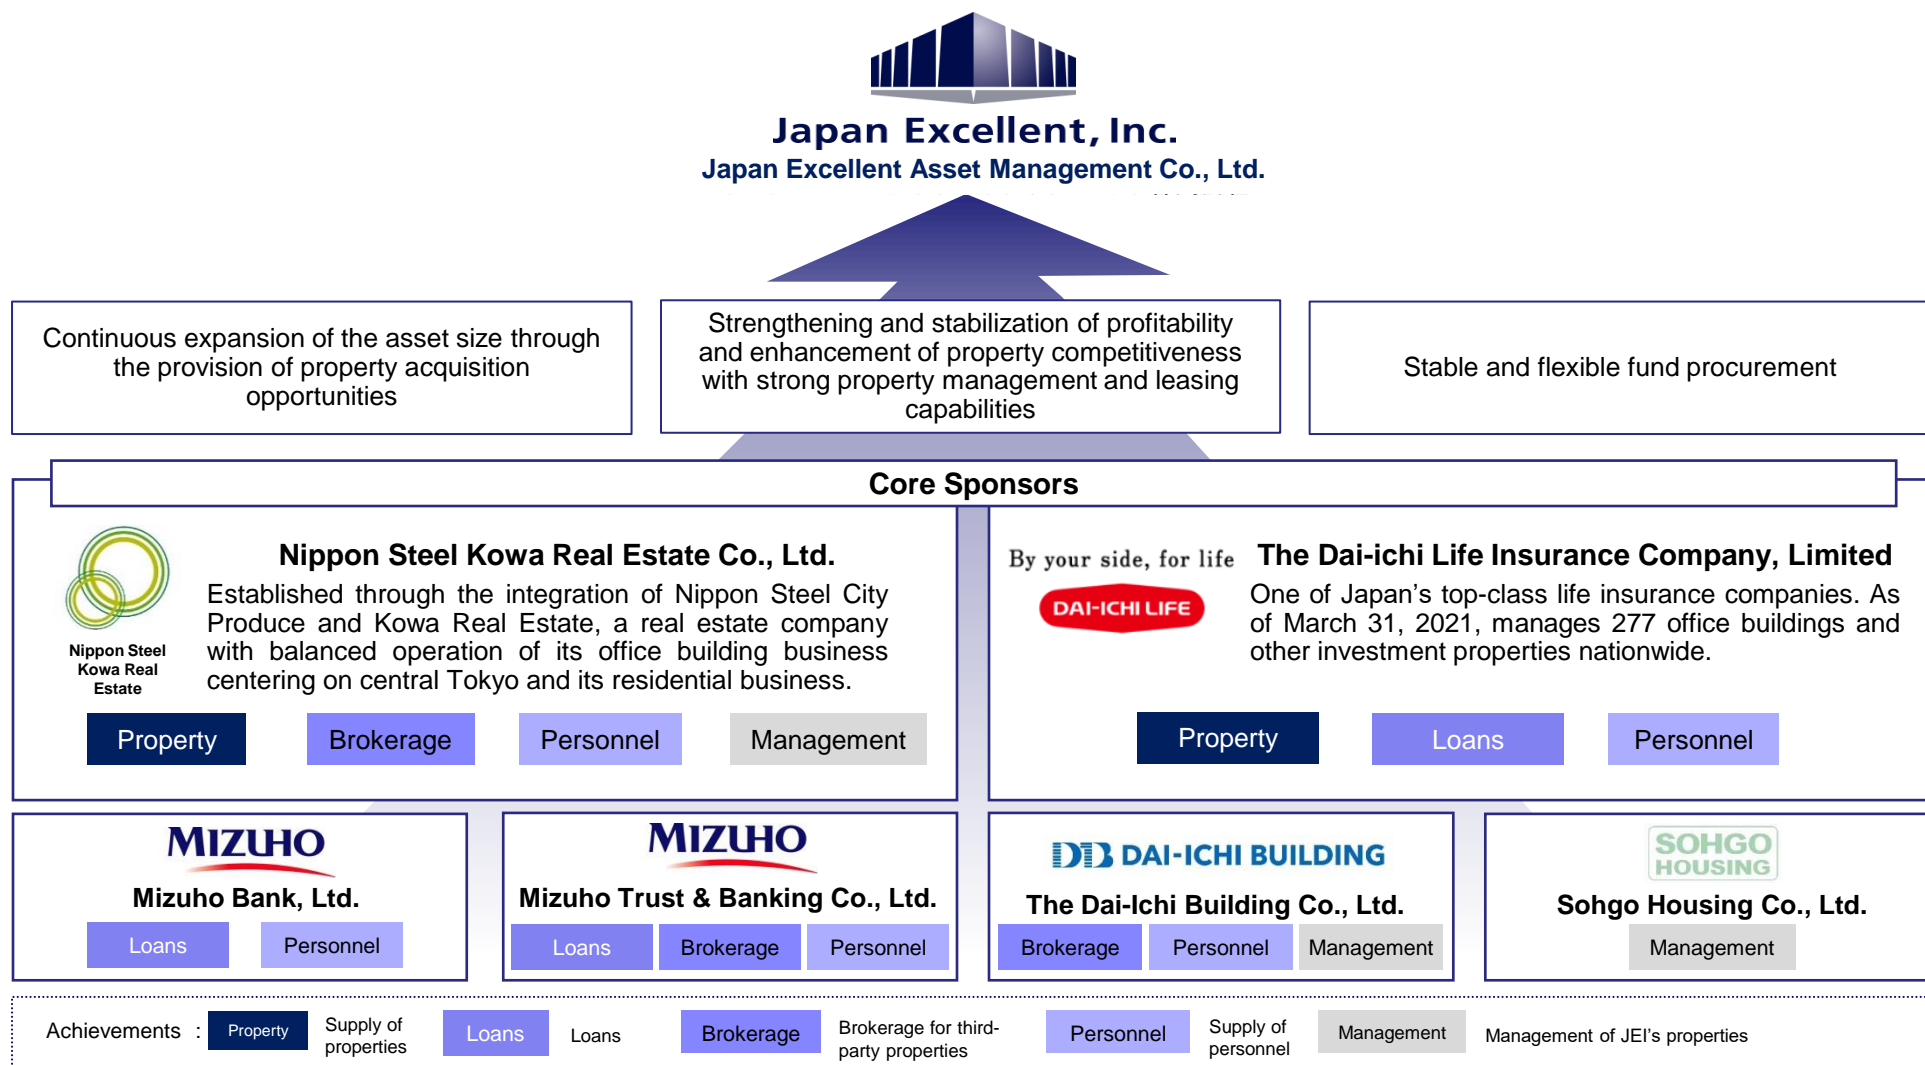 Japan Excellent, Inc.
Japan Excellent Asset Management Co., Ltd.
Continuous expansion of the asset size through
the provision of property acquisition
opportunities
Strengthening and stabilization of profitability
and enhancement of property competitiveness
with strong property management and leasing
capabilities
Stable and flexible fund procurement
Core Sponsors
Nippon Steel
Kowa Real
Estate
Nippon Steel Kowa Real Estate Co., Ltd.
Established through the integration of Nippon Steel City
Produce and Kowa Real Estate, a real estate company
with balanced operation of its office building business
centering on central Tokyo and its residential business.
Property
Brokerage
Personnel
Management
By your side, for life
DAI-ICHI LIFE
The Dai-ichi Life Insurance Company, Limited
One of Japan’s top-class life insurance companies. As
of March 31, 2021, manages 277 office buildings and
other investment properties nationwide.
Property
Loans
Personnel
MIZUHO
Mizuho Bank, Ltd.
Loans
Personnel
MIZUHO
Mizuho Trust & Banking Co., Ltd.
Loans
Brokerage
Personnel
DAI-ICHI BUILDING
The Dai-Ichi Building Co., Ltd.
Brokerage
Personnel
Management
SOHGO
HOUSING
Sohgo Housing Co., Ltd.
Management
Achievements :
Property
Supply of
properties
Loans
Loans
Brokerage
Brokerage for third-
party properties
Personnel
Supply of
personnel
Management
Management of JEI’s properties